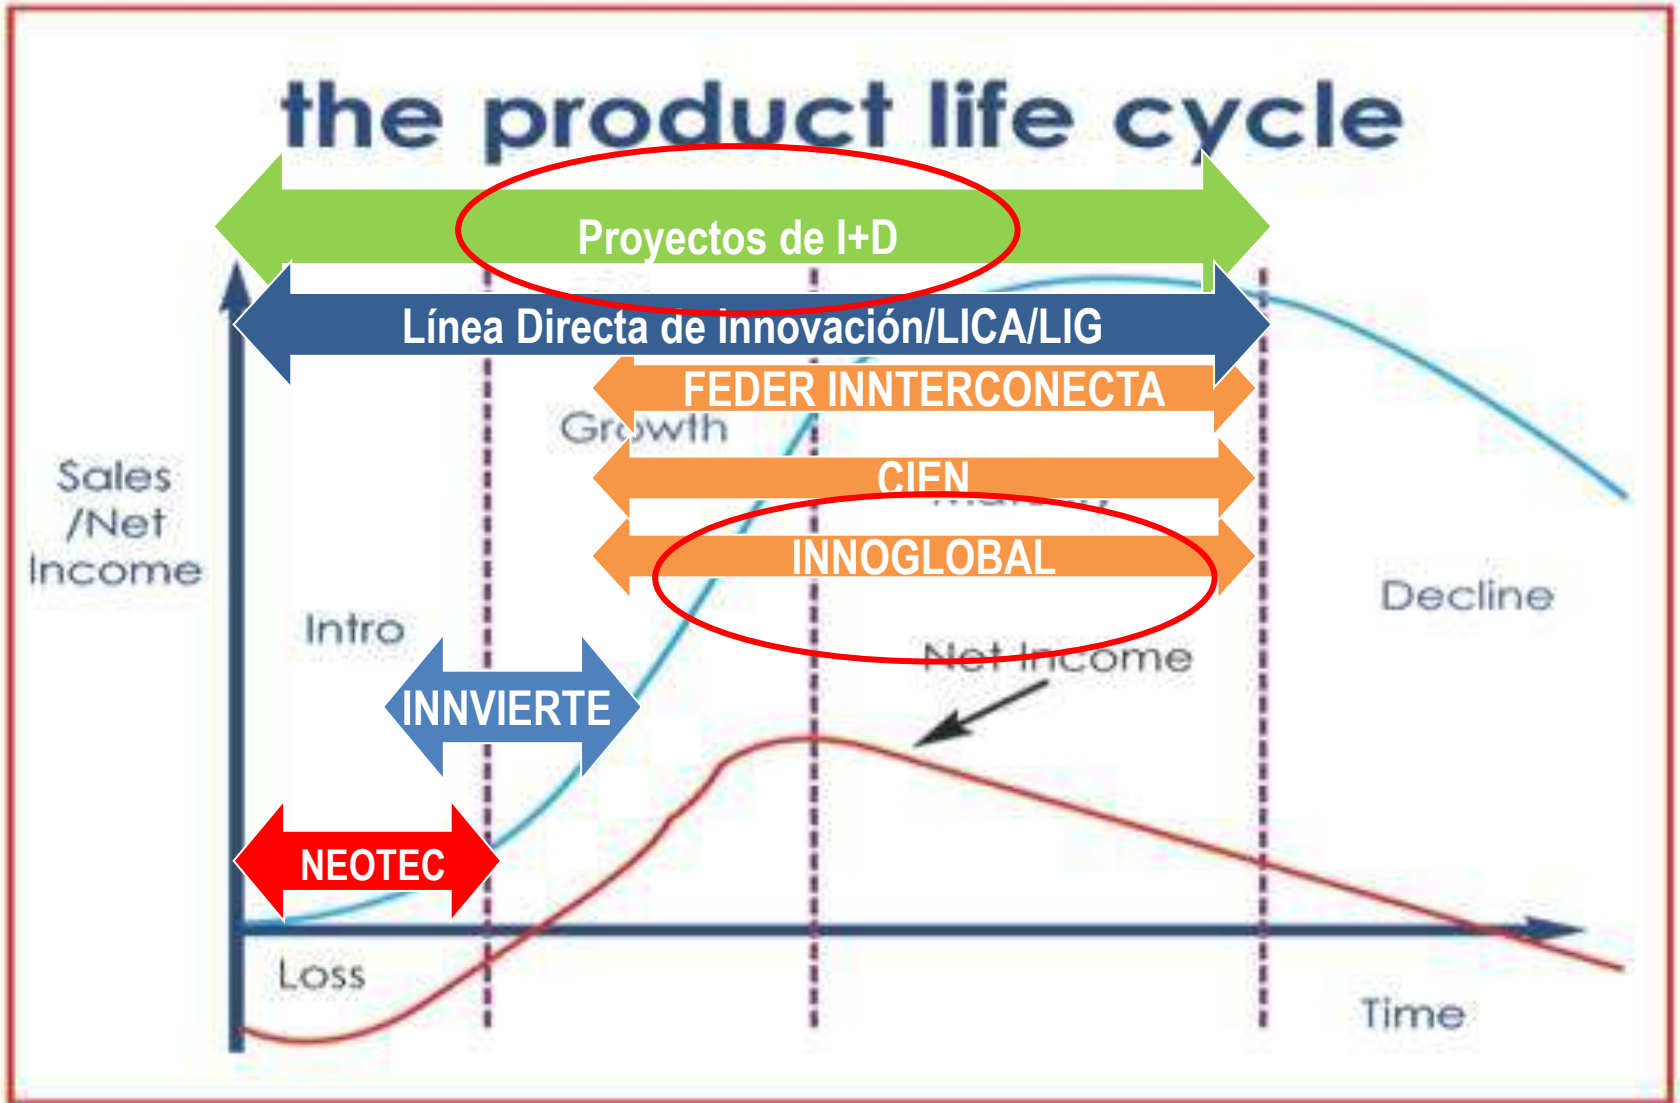 the product life cycle
Proyectos de I+D
Línea Directa de Innovación/LICA/LIG
FEDER INNTERCONECTA
Growth
Sales
/Net
Income
CIEN
Maturity
INNOGLOBAL
Decline
Intro
Net Income
INNVIERTE
NEOTEC
Loss
Time